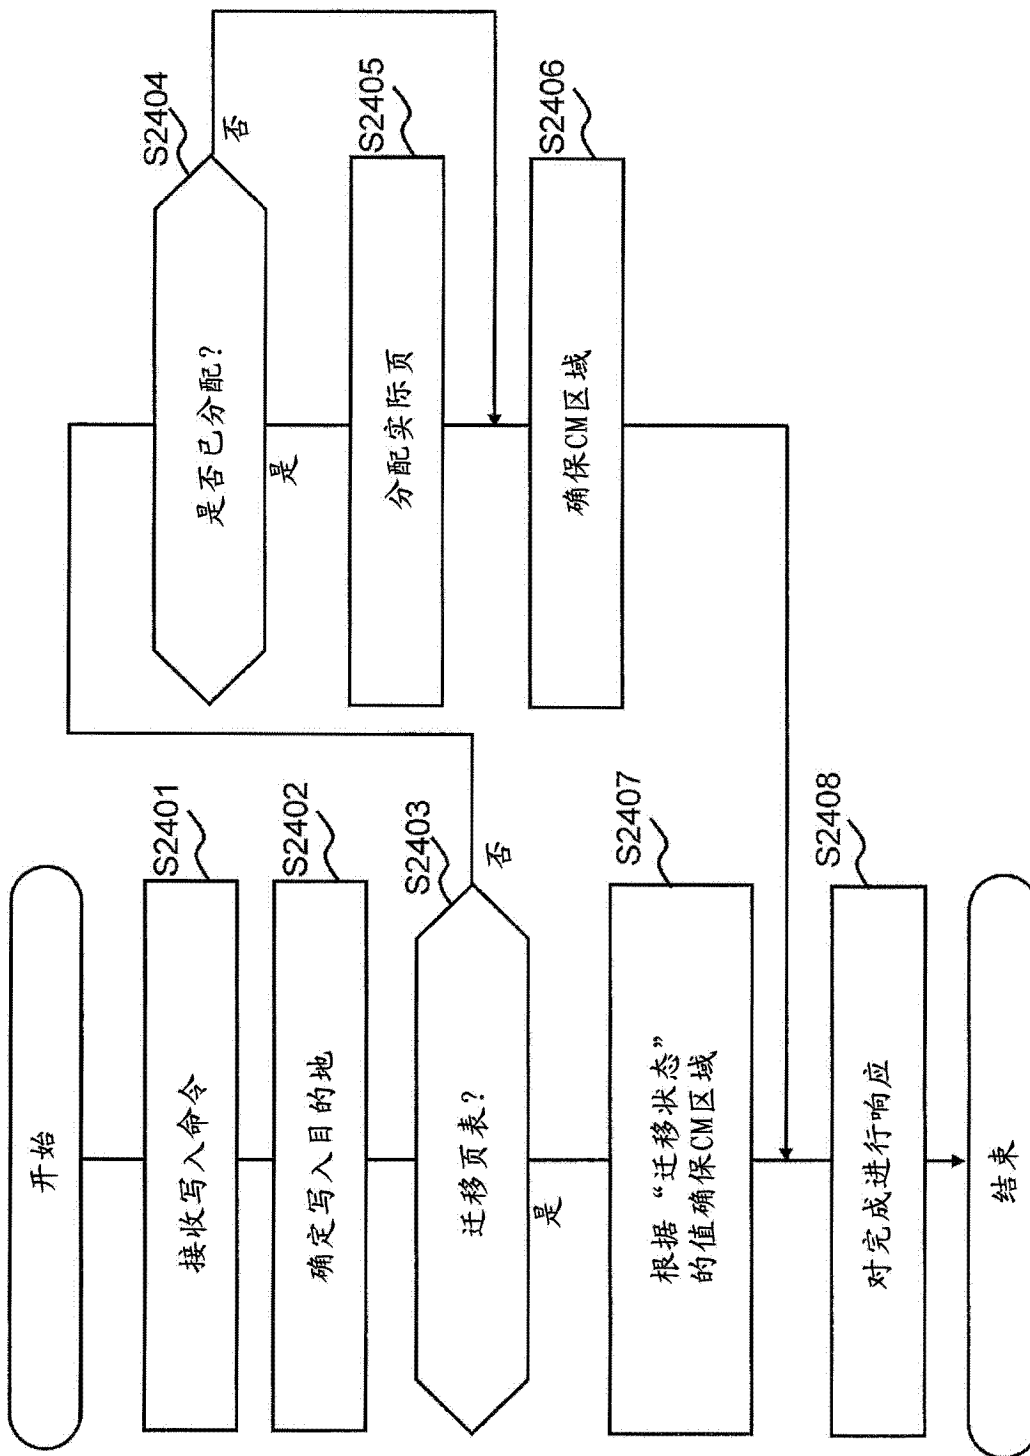 开始
接收写入命令
S2401
确定写入目的地
S2402
迁移页表?
S2403
否
是
是否已分配?
S2404
否
是
分配实际页
S2405
确保CM区域
S2406
根据“迁移状态”
的值确保CM区域
S2407
对完成进行响应
S2408
结束